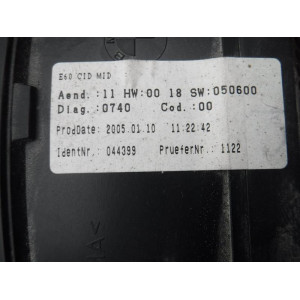 E60 CID MID
Aend.:11 HW:00 18 SW:050600
Diag.:0740 Cod.:00
ProdDate: 2005.01.10 11:22:42
IdentNr.: 044399 PrueferNr.: 1122